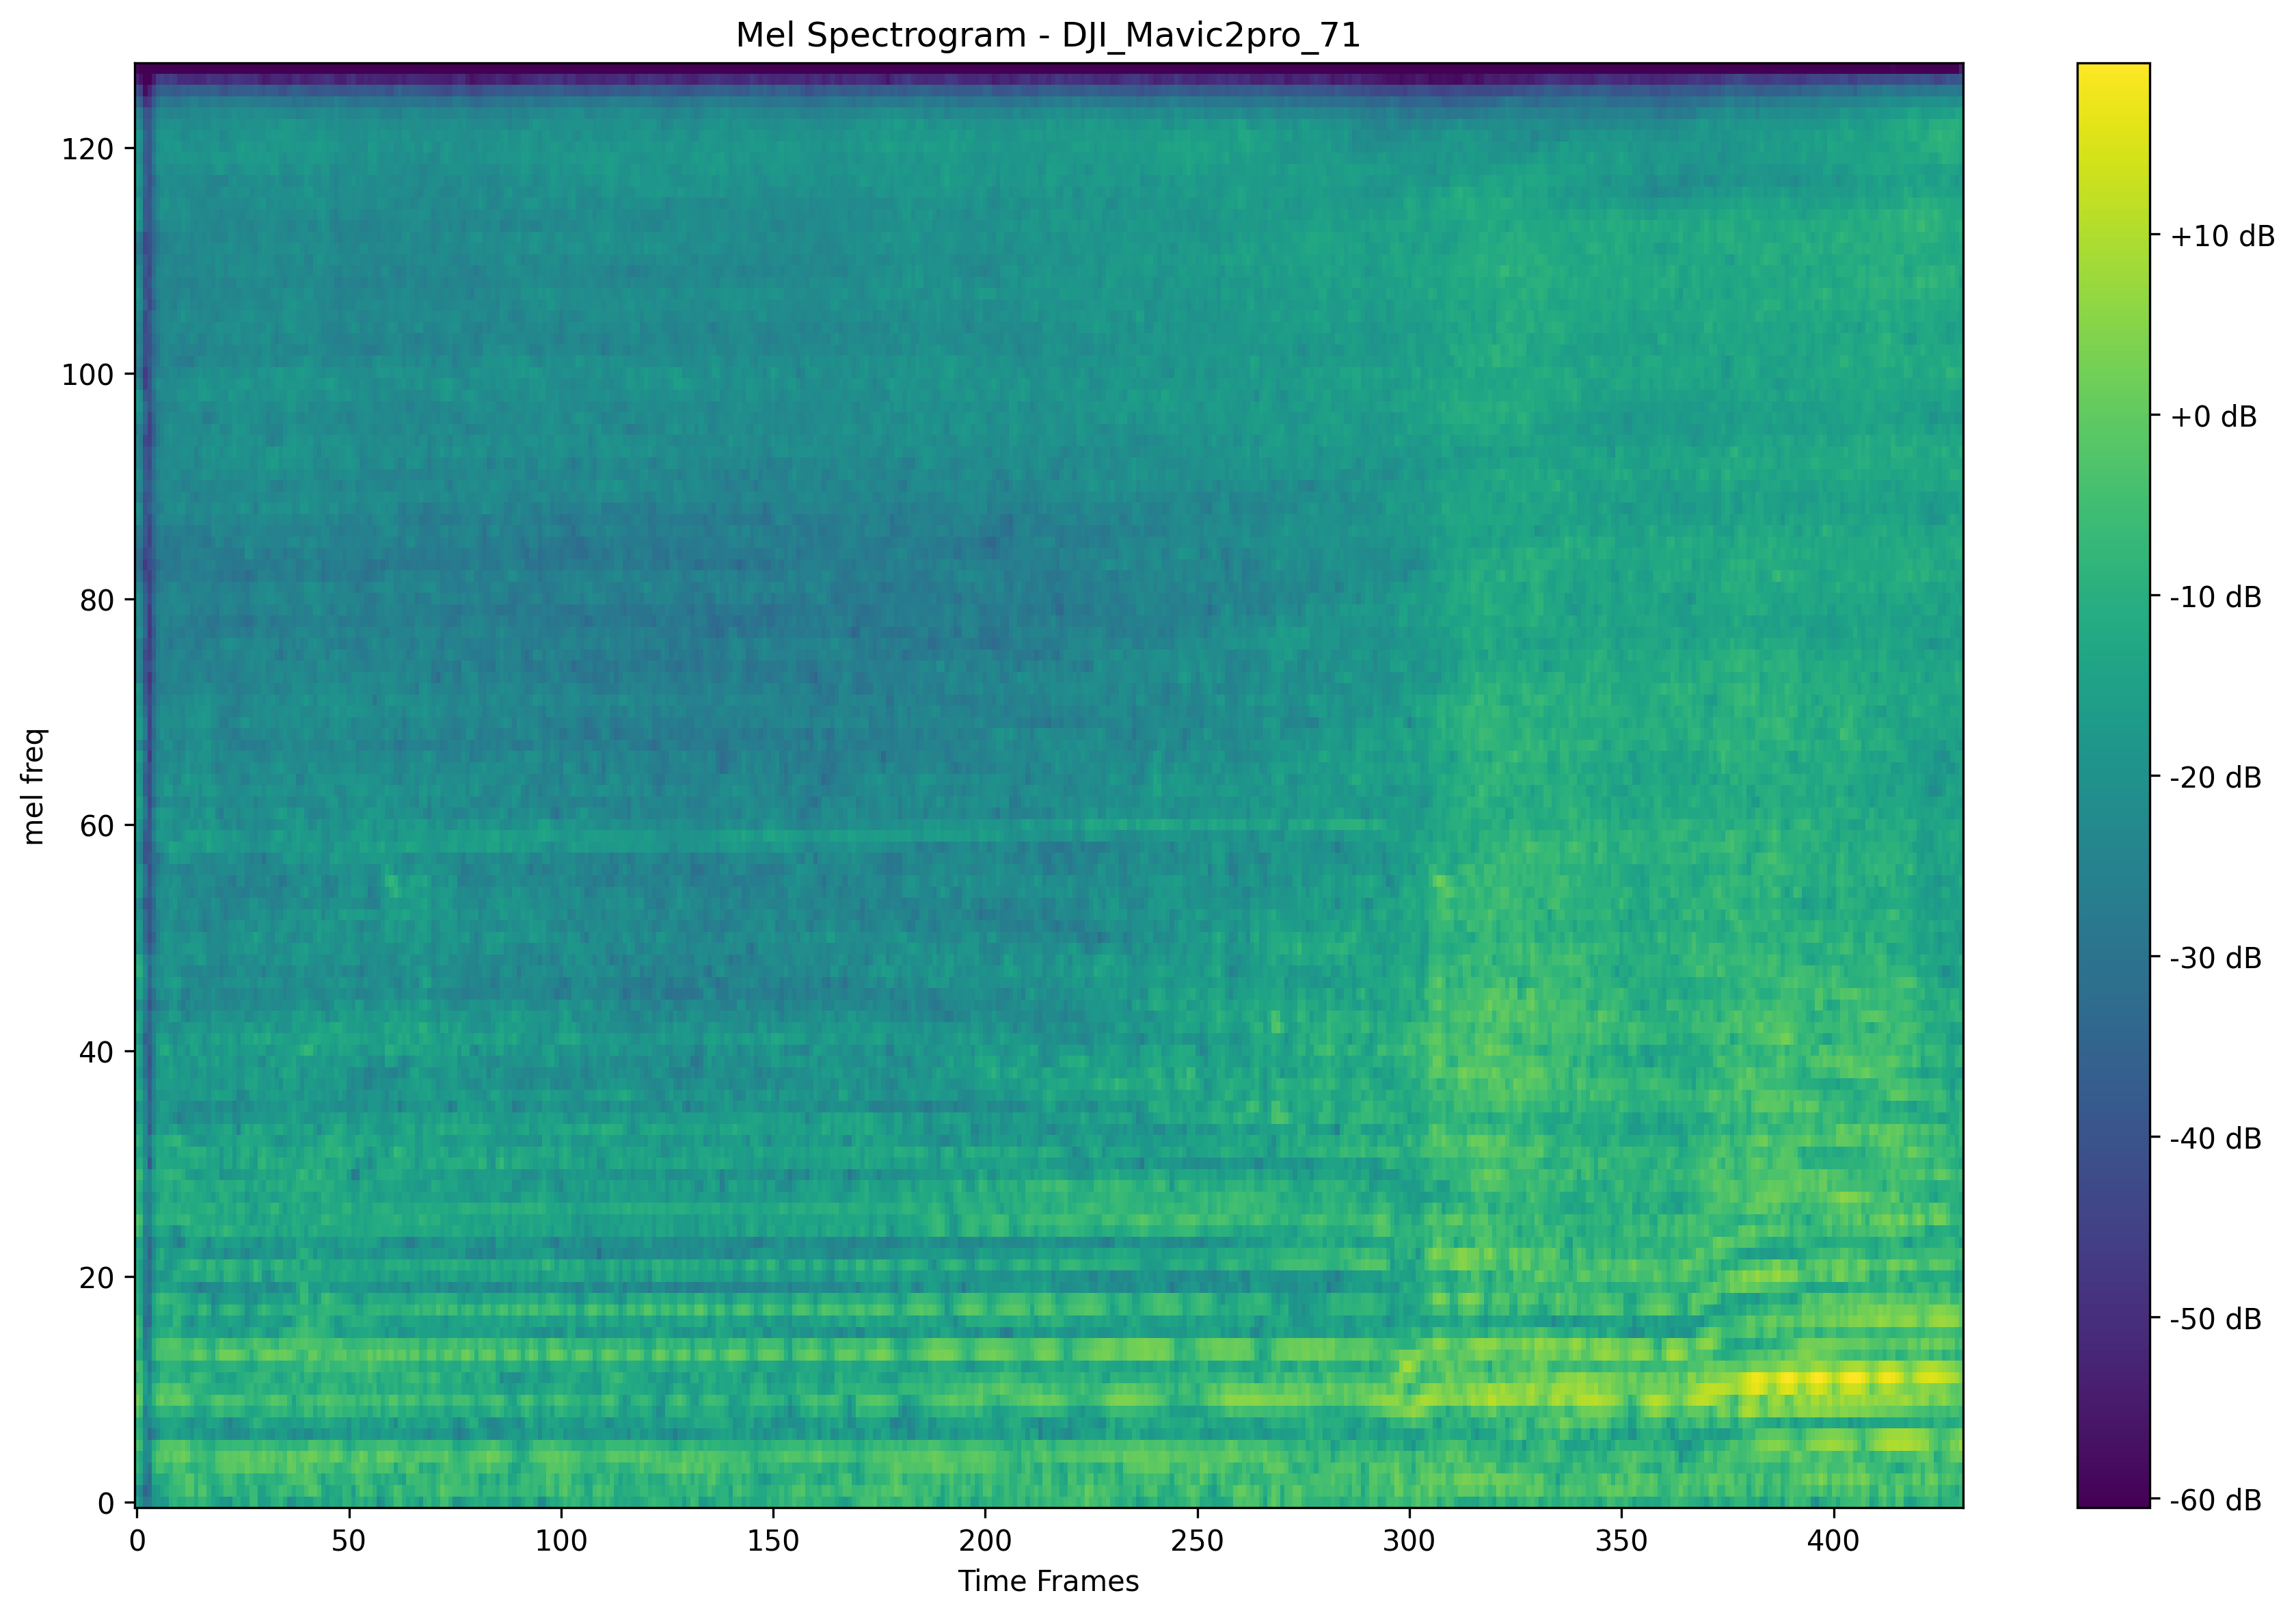 Mel Spectrogram - DJI_Mavic2pro_71
mel freq
120
100
80
60
40
20
0
0 50 100 150 200 250 300 350 400
Time Frames
+10 dB
+0 dB
-10 dB
-20 dB
-30 dB
-40 dB
-50 dB
-60 dB